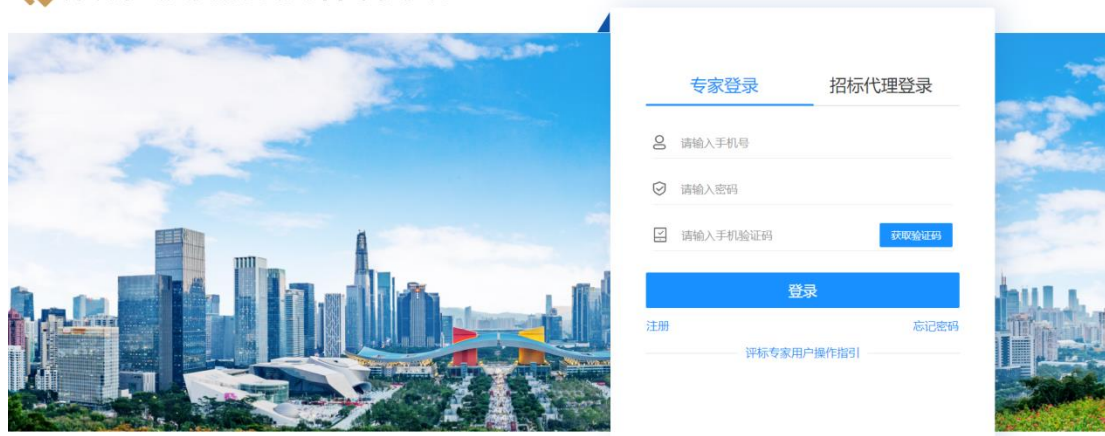 专家登录 招标代理登录
请输入手机号
请输入密码
请输入手机验证码 获取验证码
登录
注册 忘记密码
评标专家用户操作指引